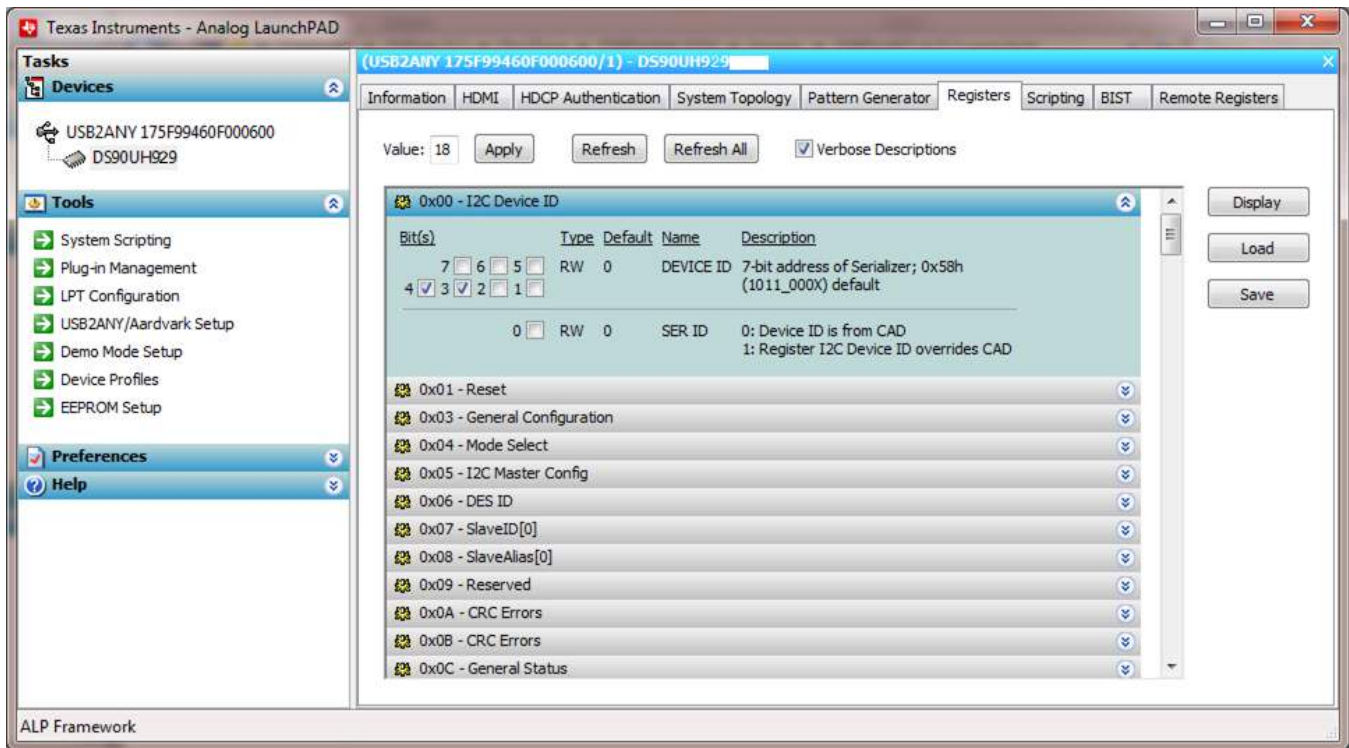 Texas Instruments - Analog LaunchPAD
Tasks
Devices
USB2ANY 175F99460F000600
DS90UH929
Tools
System Scripting
Plug-in Management
LPT Configuration
USB2ANY/Aardvark Setup
Demo Mode Setup
Device Profiles
EEPROM Setup
Preferences
Help
(USB2ANY 175F99460F000600/1) - DS90UH929
Information HDMI HDCP Authentication System Topology Pattern Generator Registers Scripting BIST Remote Registers
Value: 18 Apply Refresh Refresh All Verbose Descriptions
0x00 - I2C Device ID
Bit(s) Type Default Name Description
7 6 5 RW 0 DEVICE ID 7-bit address of Serializer; 0x58h
4 3 2 1 (1011_000X) default
0 RW 0 SER ID 0: Device ID is from CAD
1: Register I2C Device ID overrides CAD
0x01 - Reset
0x03 - General Configuration
0x04 - Mode Select
0x05 - I2C Master Config
0x06 - DES ID
0x07 - SlaveID[0]
0x08 - SlaveAlias[0]
0x09 - Reserved
0x0A - CRC Errors
0x0B - CRC Errors
0x0C - General Status
Display
Load
Save
ALP Framework